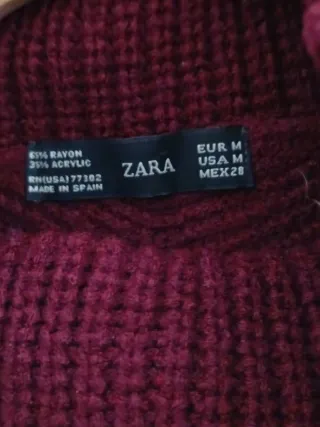 65% RAYON
35% ACRYLIC
RN(USA)77302
MADE IN SPAIN
ZARA
EUR M
USA M
MEX 28